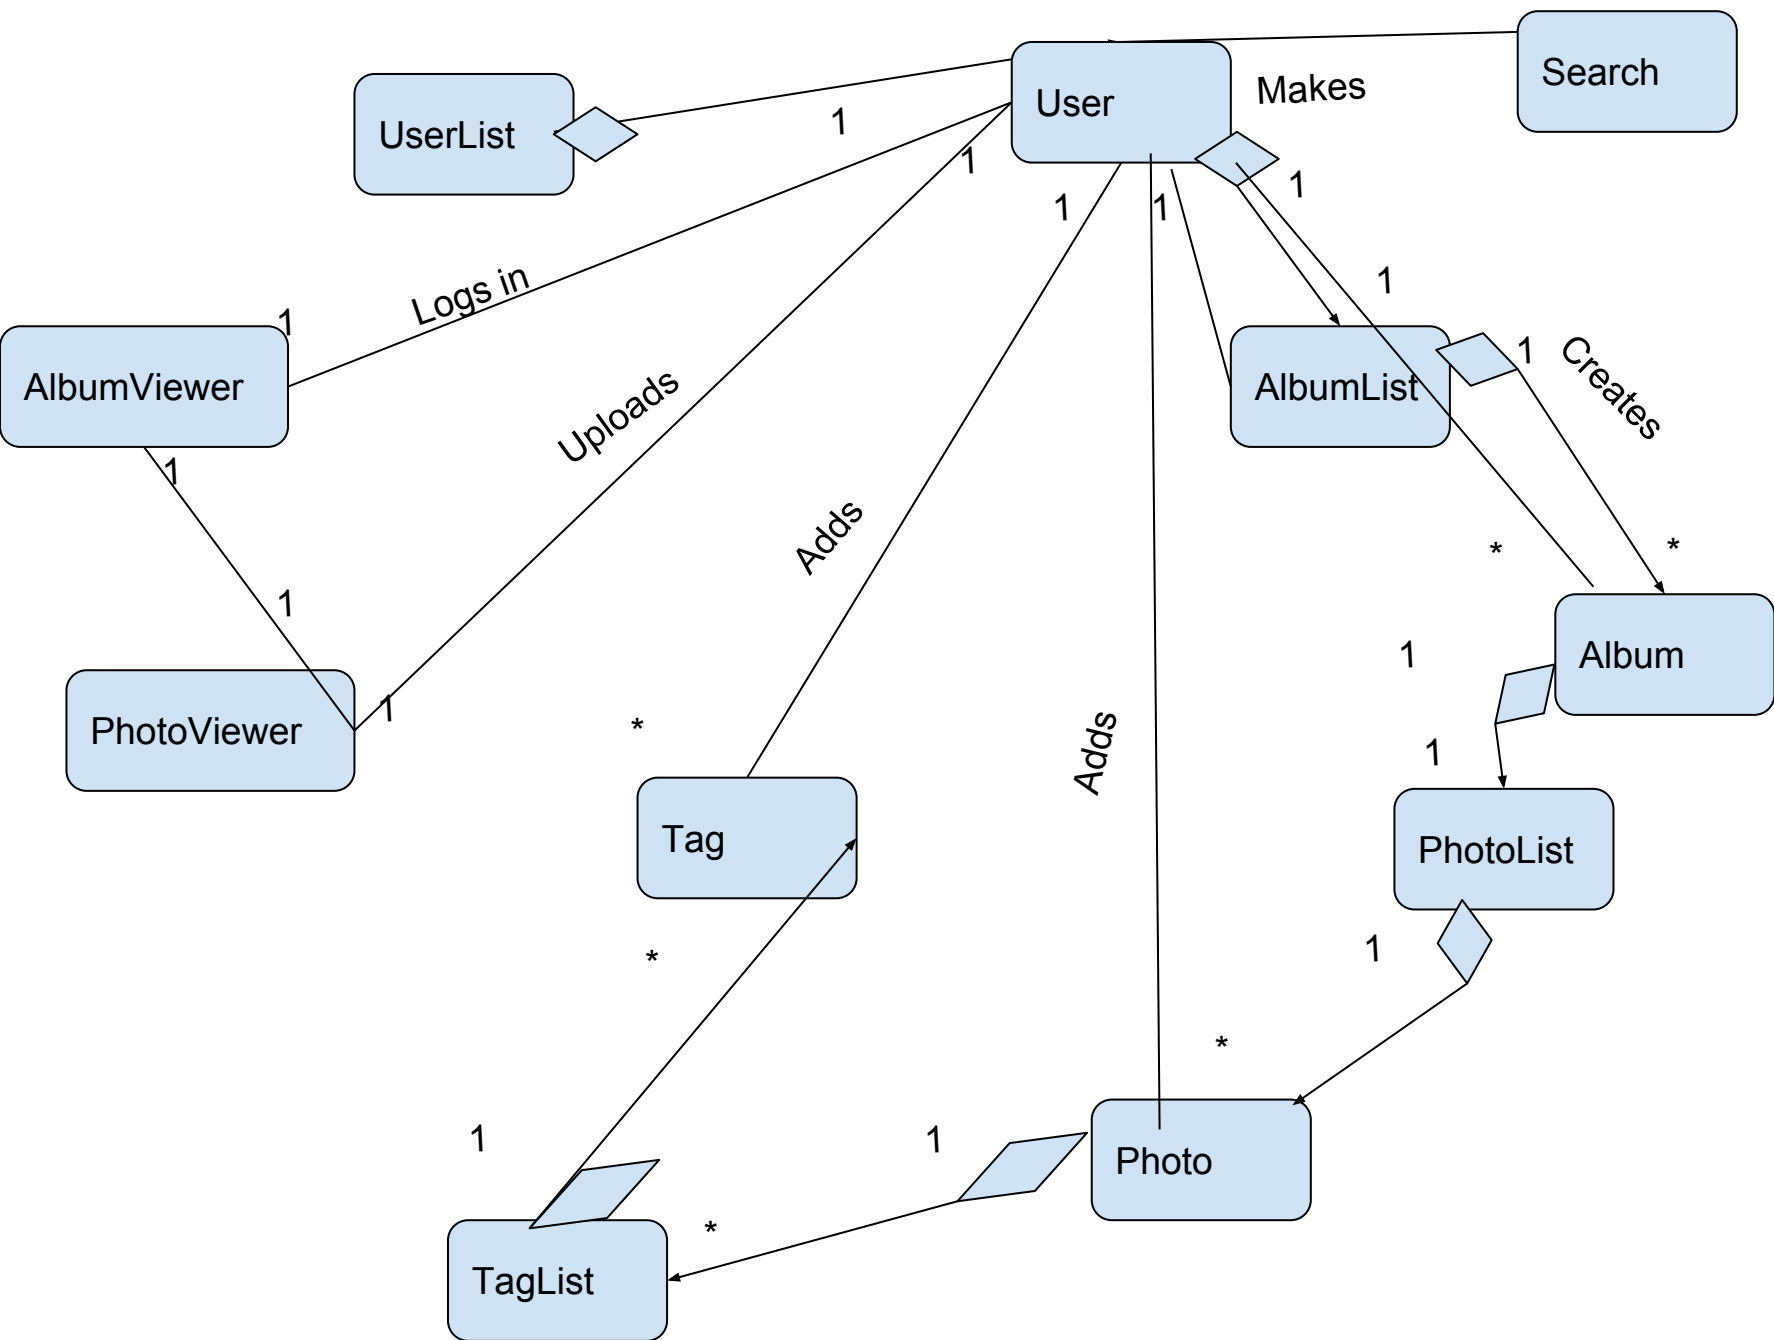 Search
User
Makes
UserList
1
1
1
1
1
1
Logs in
1
AlbumViewer
AlbumList
1
Creates
Uploads
1
Adds
1
*
*
Album
1
PhotoViewer
1
*
Adds
1
Tag
PhotoList
*
1
*
1
1
Photo
*
TagList